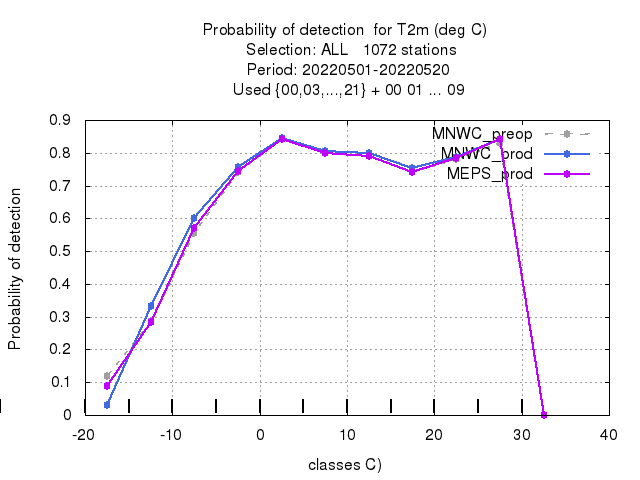 Probability of detection  for T2m (deg C)
Selection: ALL   1072 stations
Period: 20220501-20220520
Used {00,03,...,21} + 00 01 ... 09
MNWC_preop
MNWC_prod
MEPS_prod
Probability of detection
0.9
0.8
0.7
0.6
0.5
0.4
0.3
0.2
0.1
0
-20 -10 0 10 20 30 40
classes C)